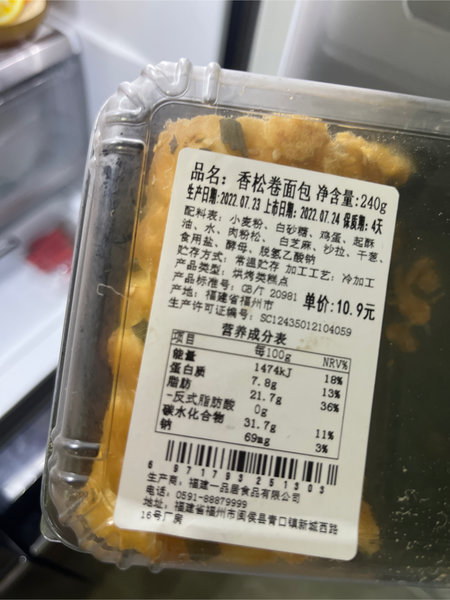 品名：香松卷面包 净含量:240g
生产日期:2022.07.23 上市日期:2022.07.24 保质期:4天
配料表：小麦粉、白砂糖、鸡蛋、起酥
油、水、肉粉松、白芝麻、沙拉、干葱、
食用盐、酵母、脱氢乙酸钠
贮存方式：常温贮存 加工工艺：冷加工
产品类型：烘烤类糕点
产品标准号：GB/T 20981
产地：福建省福州市 单价:10.9元
生产许可证编号：SC12435012104059
营养成分表
项目 每100g NRV%
能量 1474kJ 18%
蛋白质 7.8g 13%
脂肪 21.7g 36%
-反式脂肪酸 0g
碳水化合物 31.7g 11%
钠 69mg 3%
6 971793 251303
生产商：福建一品居食品有限公司
电话：0591-88879999
地址：福建省福州市闽侯县青口镇新城西路
16号厂房